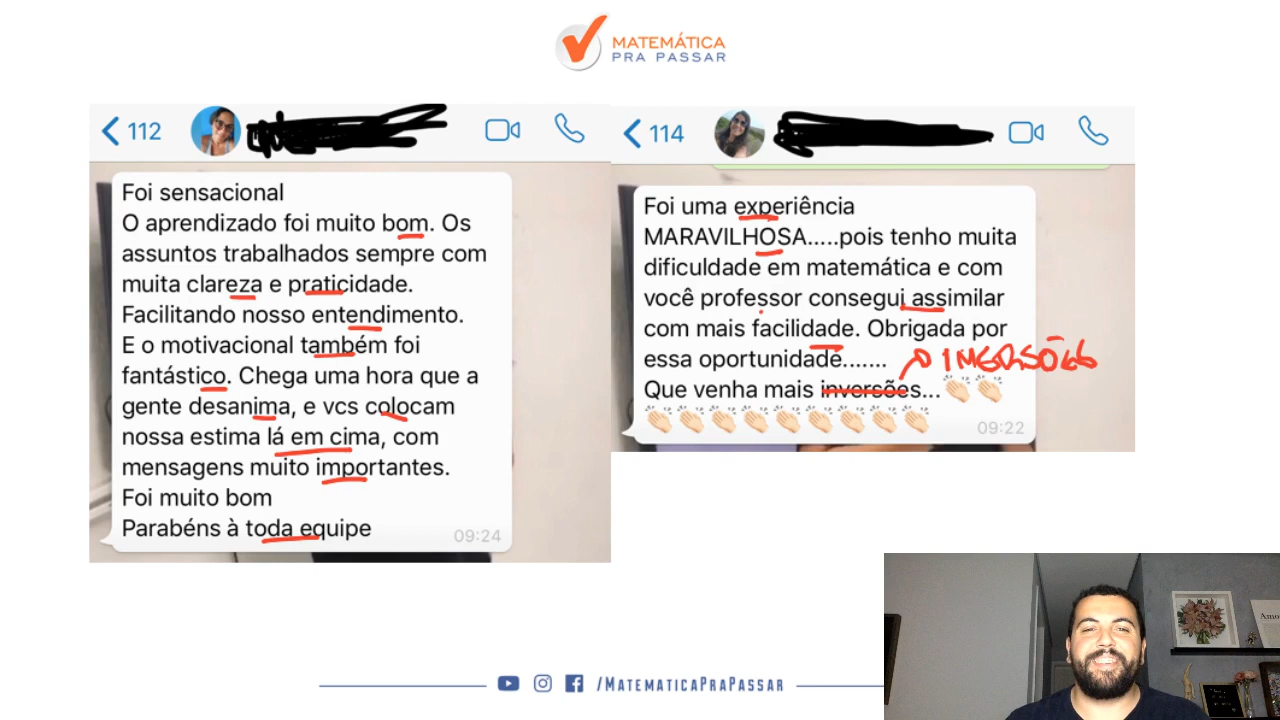 MATEMÁTICA
PRA PASSAR
112
Foi sensacional
O aprendizado foi muito bom. Os
assuntos trabalhados sempre com
muita clareza e praticidade.
Facilitando nosso entendimento.
E o motivacional também foi
fantástico. Chega uma hora que a
gente desanima, e vcs colocam
nossa estima lá em cima, com
mensagens muito importantes.
Foi muito bom
Parabéns à toda equipe
09:24
114
Foi uma experiência
MARAVILHOSA.....pois tenho muita
dificuldade em matemática e com
você professor consegui assimilar
com mais facilidade. Obrigada por
essa oportunidade.......
IMERSÕES
Que venha mais inversões...👏🏻👏🏻
👏🏻👏🏻👏🏻👏🏻👏🏻👏🏻👏🏻👏🏻👏🏻
09:22
Amo
/MATEMATICAPRAPASSAR